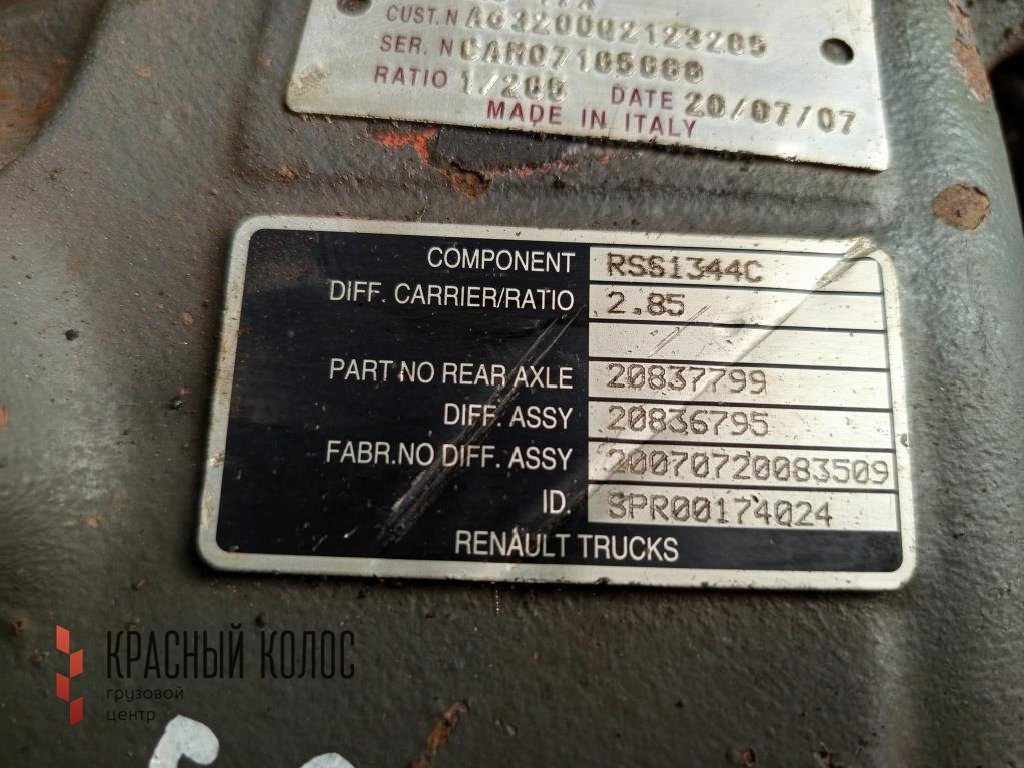 CUST. N
SER. N
RATIO 1/285 DATE 20/07/07
MADE IN ITALY
COMPONENT RSS1344C
DIFF. CARRIER/RATIO 2.85
PART NO REAR AXLE 20837799
DIFF. ASSY 20836795
FABR.NO DIFF. ASSY 20070720083509
ID. SPR00174024
RENAULT TRUCKS
КРАСНЫЙ КОЛОС
грузовой
центр